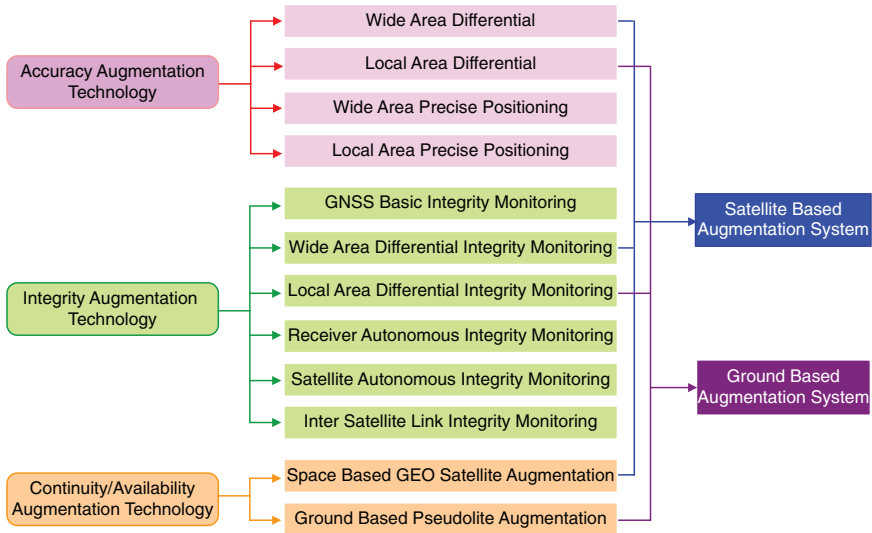 Accuracy Augmentation
Technology
Wide Area Differential
Local Area Differential
Wide Area Precise Positioning
Local Area Precise Positioning
Integrity Augmentation
Technology
GNSS Basic Integrity Monitoring
Wide Area Differential Integrity Monitoring
Local Area Differential Integrity Monitoring
Receiver Autonomous Integrity Monitoring
Satellite Autonomous Integrity Monitoring
Inter Satellite Link Integrity Monitoring
Continuity/Availability
Augmentation Technology
Space Based GEO Satellite Augmentation
Ground Based Pseudolite Augmentation
Satellite Based
Augmentation System
Ground Based
Augmentation System